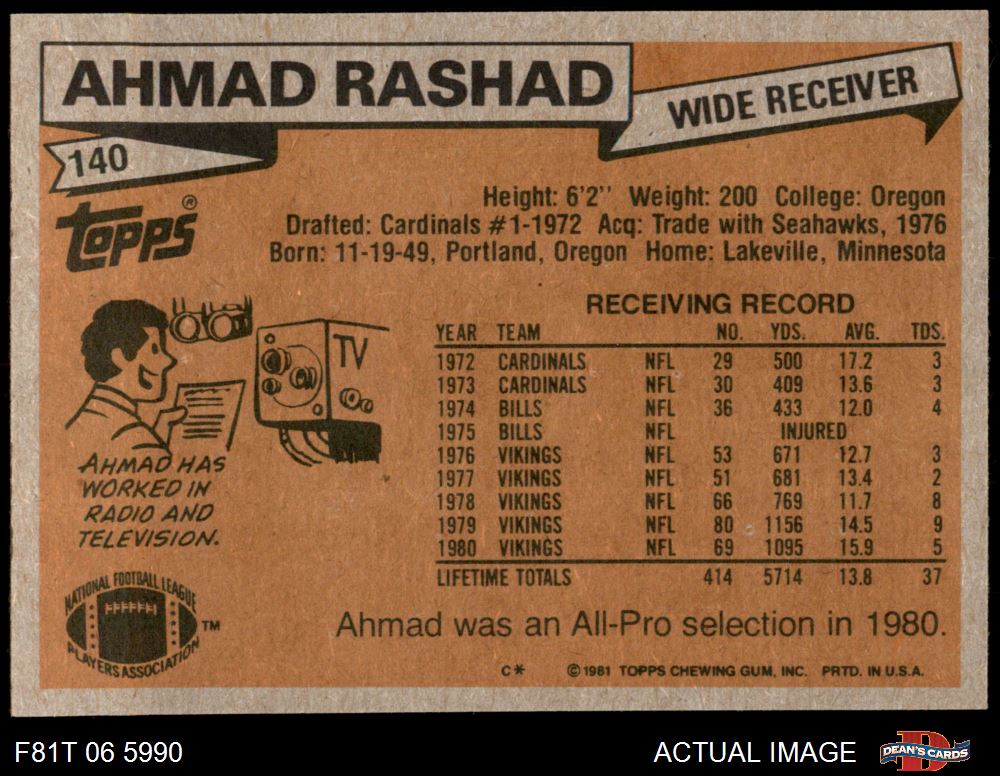 AHMAD RASHAD
WIDE RECEIVER
140
Topps®
Height: 6'2'' Weight: 200 College: Oregon
Drafted: Cardinals #1-1972 Acq: Trade with Seahawks, 1976
Born: 11-19-49, Portland, Oregon Home: Lakeville, Minnesota
TV
AHMAD HAS
WORKED IN
RADIO AND
TELEVISION.
RECEIVING RECORD
YEAR TEAM NO. YDS. AVG. TDS.
1972 CARDINALS NFL 29 500 17.2 3
1973 CARDINALS NFL 30 409 13.6 3
1974 BILLS NFL 36 433 12.0 4
1975 BILLS NFL INJURED
1976 VIKINGS NFL 53 671 12.7 3
1977 VIKINGS NFL 51 681 13.4 2
1978 VIKINGS NFL 66 769 11.7 8
1979 VIKINGS NFL 80 1156 14.5 9
1980 VIKINGS NFL 69 1095 15.9 5
LIFETIME TOTALS 414 5714 13.8 37
NATIONAL FOOTBALL LEAGUE
PLAYERS ASSOCIATION
TM
Ahmad was an All-Pro selection in 1980.
C* ©1981 TOPPS CHEWING GUM, INC. PRTD. IN U.S.A.
F81T 06 5990
ACTUAL IMAGE
DEAN'S CARDS